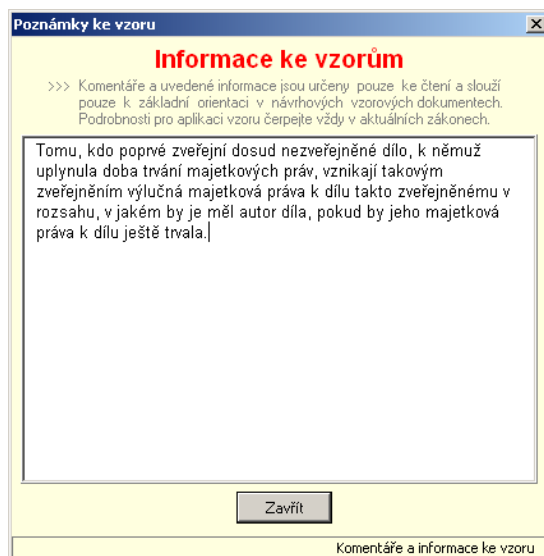 Poznámky ke vzoru
Informace ke vzorům
>>> Komentáře a uvedené informace jsou určeny pouze ke čtení a slouží
pouze k základní orientaci v návrhových vzorových dokumentech.
Podrobnosti pro aplikaci vzoru čerpejte vždy v aktuálních zákonech.
Tomu, kdo poprvé zveřejní dosud nezveřejněné dílo, k němuž
uplynula doba trvání majetkových práv, vznikají takovým
zveřejněním výlučná majetková práva k dílu takto zveřejněnému v
rozsahu, v jakém by je měl autor díla, pokud by jeho majetková
práva k dílu ještě trvala.
Zavřít
Komentáře a informace ke vzoru